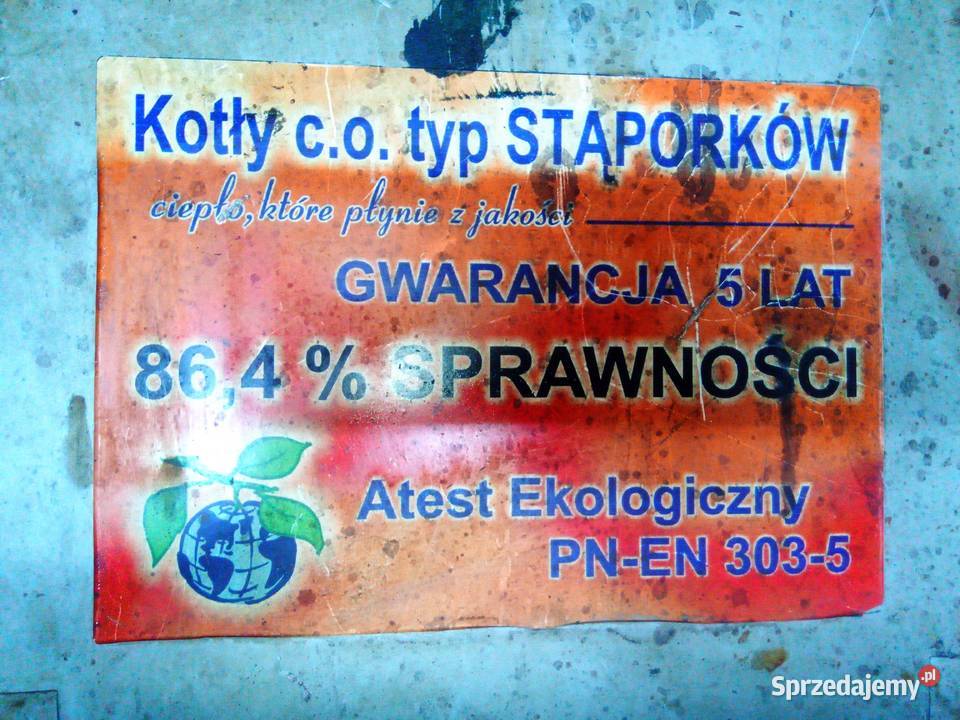 Kotły c.o. typ STĄPORKÓW
ciepło, które płynie z jakości
GWARANCJA 5 LAT
86,4 % SPRAWNOŚCI
Atest Ekologiczny
PN-EN 303-5
Sprzedajemy.pl